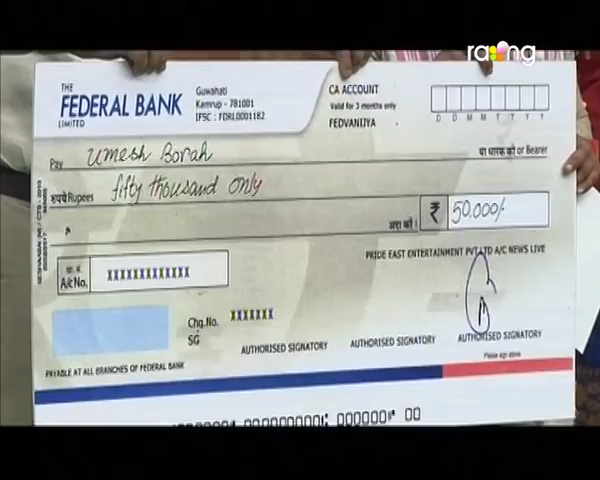 rang
THE
FEDERAL BANK
LIMITED
Guwahati
Kamrup - 781001
IFSC : FDRL0001182
CA ACCOUNT
Valid for 3 months only
FEDVANIJYA
D D M M Y Y Y Y
Pay Umesh Borah या धारक को or Bearer
रुपये Rupees fifty thousand only
अदा करें। ₹ 50.000/-
PRIDE EAST ENTERTAINMENT PVT LTD A/C NEWS LIVE
खा. सं.
A/c No. XXXXXXXXXXXXX
Chq.No. XXXXXXX
SG
AUTHORISED SIGNATORY AUTHORISED SIGNATORY AUTHORISED SIGNATORY
Please sign above
PAYABLE AT ALL BRANCHES OF FEDERAL BANK